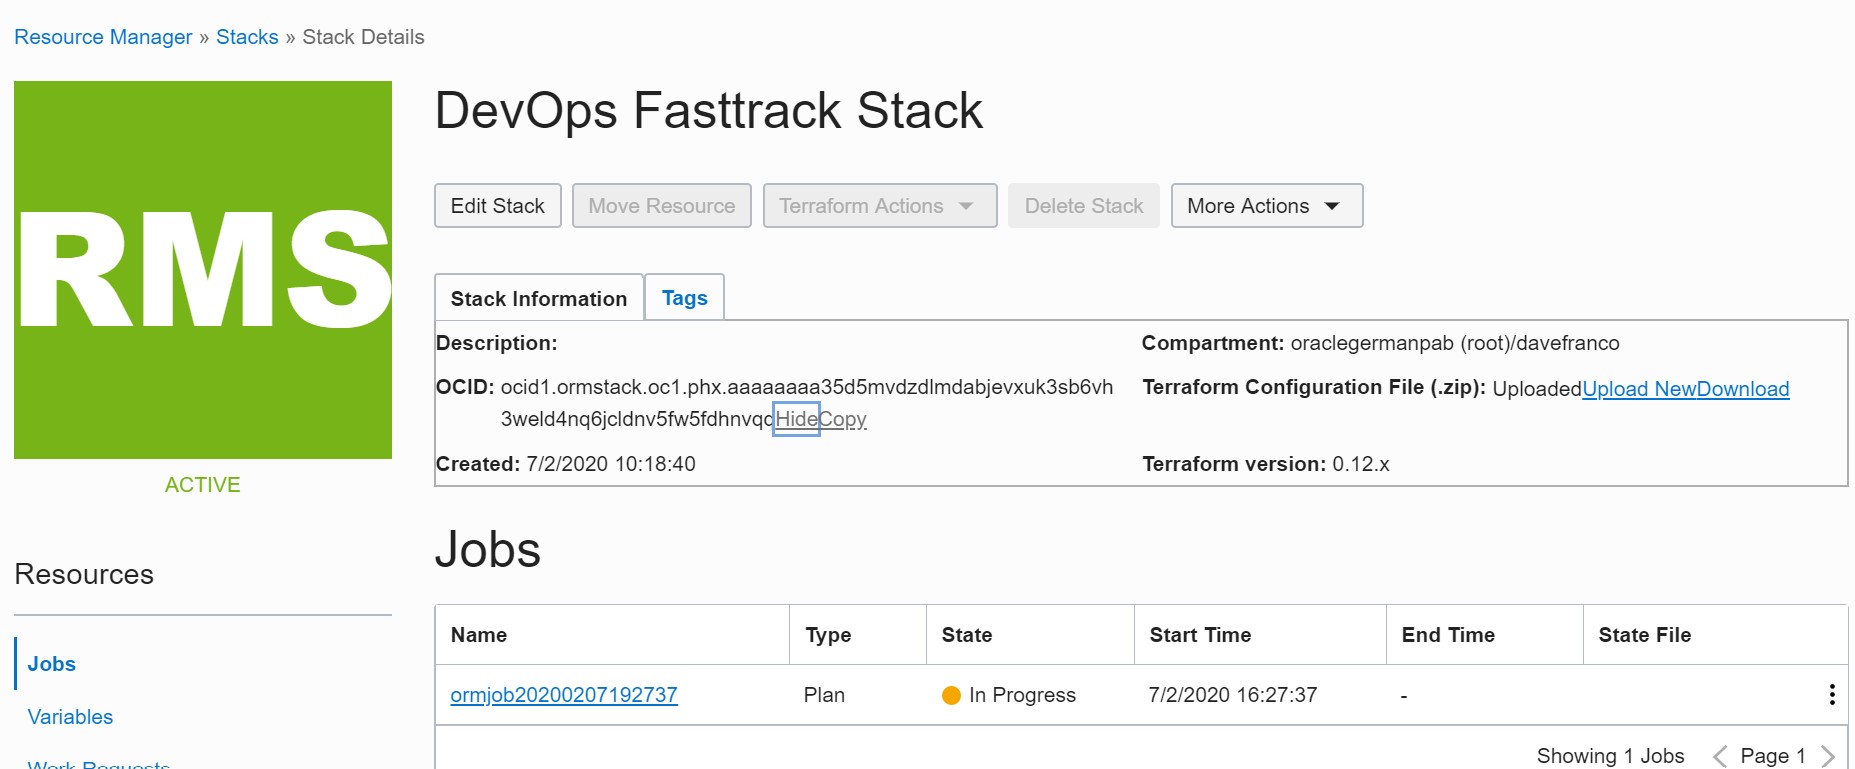 Resource Manager » Stacks » Stack Details
RMS
ACTIVE
DevOps Fasttrack Stack
Edit Stack Move Resource Terraform Actions Delete Stack More Actions
Stack Information Tags
Description:
Compartment: oraclegermanpab (root)/davefranco
OCID: ocid1.ormstack.oc1.phx.aaaaaaaa35d5mvdzdlmdabjevxuk3sb6vh
3weld4nq6jcldnv5fw5fdhnvqcHideCopy
Terraform Configuration File (.zip): UploadedUpload NewDownload
Created: 7/2/2020 10:18:40
Terraform version: 0.12.x
Resources
Jobs
Variables
Work Requests
Jobs
Name Type State Start Time End Time State File
ormjob20200207192737 Plan In Progress 7/2/2020 16:27:37 -
Showing 1 Jobs Page 1